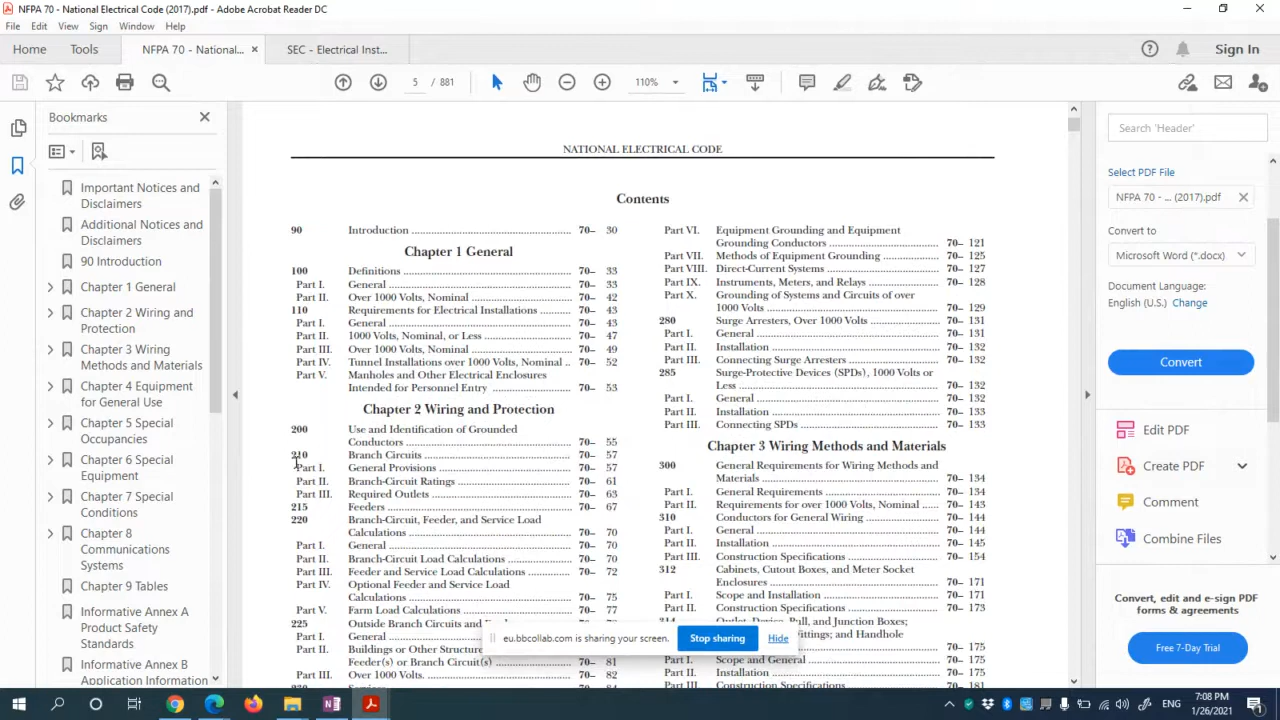 NFPA 70 - National Electrical Code (2017).pdf - Adobe Acrobat Reader DC
File Edit View Sign Window Help
Home Tools NFPA 70 - National... SEC - Electrical Inst... Sign In
5 / 881 110%
Bookmarks
Important Notices and
Disclaimers
Additional Notices and
Disclaimers
90 Introduction
Chapter 1 General
Chapter 2 Wiring and
Protection
Chapter 3 Wiring
Methods and Materials
Chapter 4 Equipment
for General Use
Chapter 5 Special
Occupancies
Chapter 6 Special
Equipment
Chapter 7 Special
Conditions
Chapter 8
Communications
Systems
Chapter 9 Tables
Informative Annex A
Product Safety
Standards
Informative Annex B
Application Information
NATIONAL ELECTRICAL CODE
Contents
90 Introduction 70– 30
Chapter 1 General
100 Definitions 70– 33
Part I. General 70– 33
Part II. Over 1000 Volts, Nominal 70– 42
110 Requirements for Electrical Installations 70– 43
Part I. General 70– 43
Part II. 1000 Volts, Nominal, or Less 70– 47
Part III. Over 1000 Volts, Nominal 70– 49
Part IV. Tunnel Installations over 1000 Volts, Nominal .. 70– 52
Part V. Manholes and Other Electrical Enclosures
Intended for Personnel Entry 70– 53
Chapter 2 Wiring and Protection
200 Use and Identification of Grounded
Conductors 70– 55
210 Branch Circuits 70– 57
Part I. General Provisions 70– 57
Part II. Branch-Circuit Ratings 70– 61
Part III. Required Outlets 70– 63
215 Feeders 70– 67
220 Branch-Circuit, Feeder, and Service Load
Calculations 70– 70
Part I. General 70– 70
Part II. Branch-Circuit Load Calculations 70– 70
Part III. Feeder and Service Load Calculations 70– 72
Part IV. Optional Feeder and Service Load
Calculations 70– 75
Part V. Farm Load Calculations 70– 77
225 Outside Branch Circuits and
Part I. General
Part II. Buildings or Other Structures
Feeder(s) or Branch Circuit(s) 70– 81
Part III. Over 1000 Volts. 70– 82
230 Services 70– 84
Part VI. Equipment Grounding and Equipment
Grounding Conductors 70– 121
Part VII. Methods of Equipment Grounding 70– 125
Part VIII. Direct-Current Systems 70– 127
Part IX. Instruments, Meters, and Relays 70– 128
Part X. Grounding of Systems and Circuits of over
1000 Volts 70– 129
280 Surge Arresters, Over 1000 Volts 70– 131
Part I. General 70– 131
Part II. Installation 70– 132
Part III. Connecting Surge Arresters 70– 132
285 Surge-Protective Devices (SPDs), 1000 Volts or
Less 70– 132
Part I. General 70– 132
Part II. Installation 70– 133
Part III. Connecting SPDs 70– 133
Chapter 3 Wiring Methods and Materials
300 General Requirements for Wiring Methods and
Materials 70– 134
Part I. General Requirements 70– 134
Part II. Requirements for over 1000 Volts, Nominal 70– 143
310 Conductors for General Wiring 70– 144
Part I. General 70– 144
Part II. Installation 70– 145
Part III. Construction Specifications 70– 154
312 Cabinets, Cutout Boxes, and Meter Socket
Enclosures 70– 171
Part I. Scope and Installation 70– 171
Part II. Construction Specifications 70– 173
314 Outlet, Device, Pull, and Junction Boxes;
Fittings; and Handhole
70– 175
Part I. Scope and General 70– 175
Part II. Installation 70– 175
Part III. Construction Specifications 70– 181
eu.bbcollab.com is sharing your screen. Stop sharing Hide
Search 'Header'
Select PDF File
NFPA 70 - ... (2017).pdf
Convert to
Microsoft Word (*.docx)
Document Language:
English (U.S.) Change
Convert
Edit PDF
Create PDF
Comment
Combine Files
Convert, edit and e-sign PDF
forms & agreements
Free 7-Day Trial
ENG 7:08 PM
1/26/2021